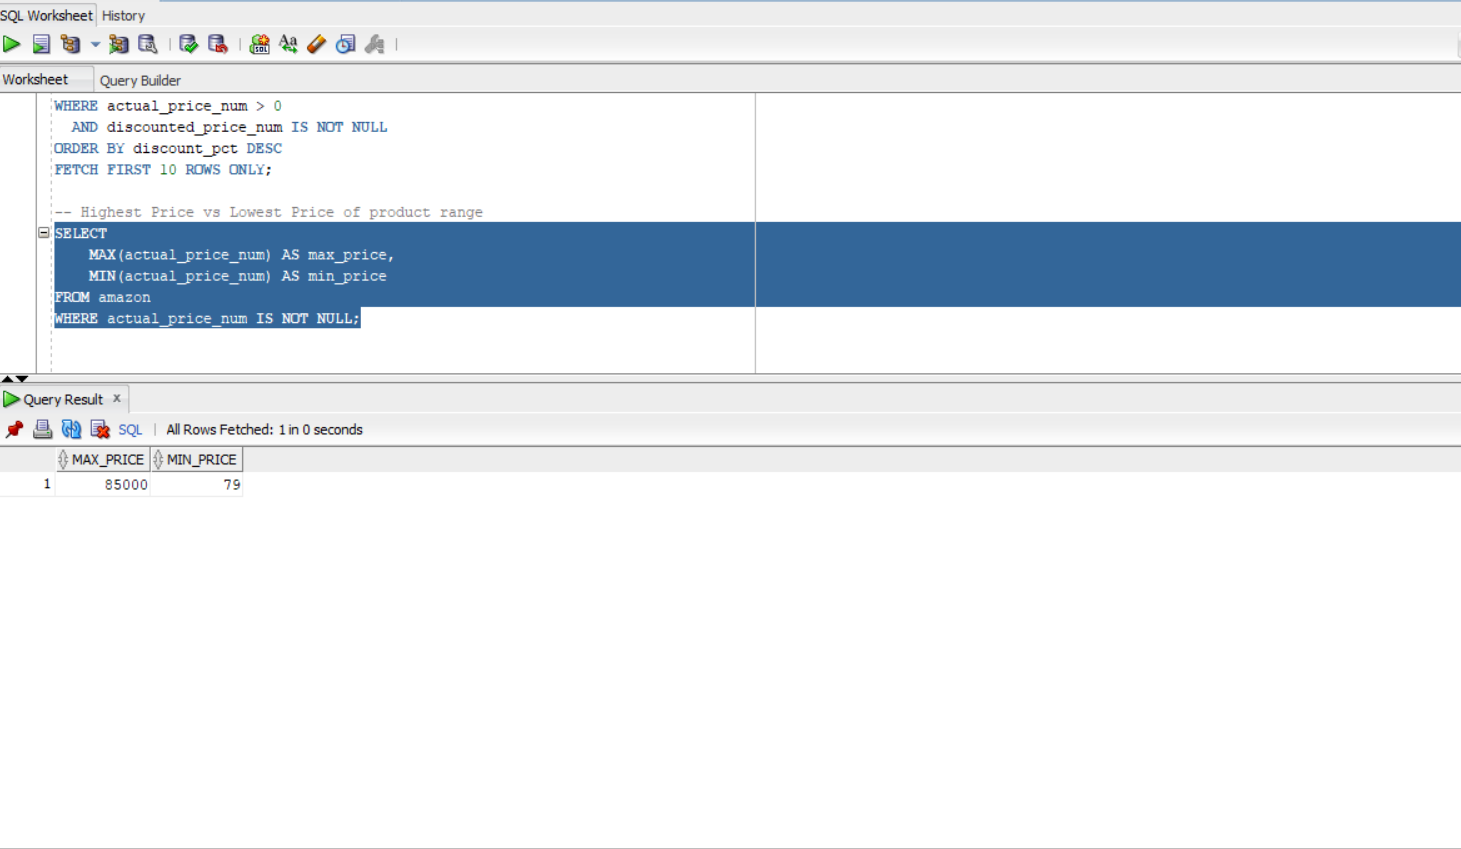 SQL Worksheet History
Worksheet Query Builder
WHERE actual_price_num > 0
AND discounted_price_num IS NOT NULL
ORDER BY discount_pct DESC
FETCH FIRST 10 ROWS ONLY;
-- Highest Price vs Lowest Price of product range
SELECT
MAX(actual_price_num) AS max_price,
MIN(actual_price_num) AS min_price
FROM amazon
WHERE actual_price_num IS NOT NULL;
Query Result x
SQL | All Rows Fetched: 1 in 0 seconds
MAX_PRICE MIN_PRICE
1 85000 79